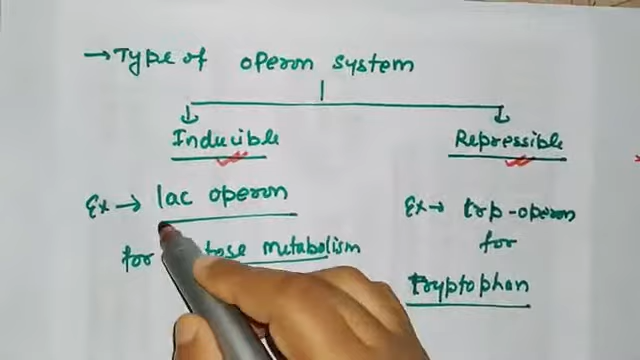 → Type of operon system
Inducible
Repressible
Ex → lac operon
for metabolism
Ex → trp-operon
for
Tryptophan